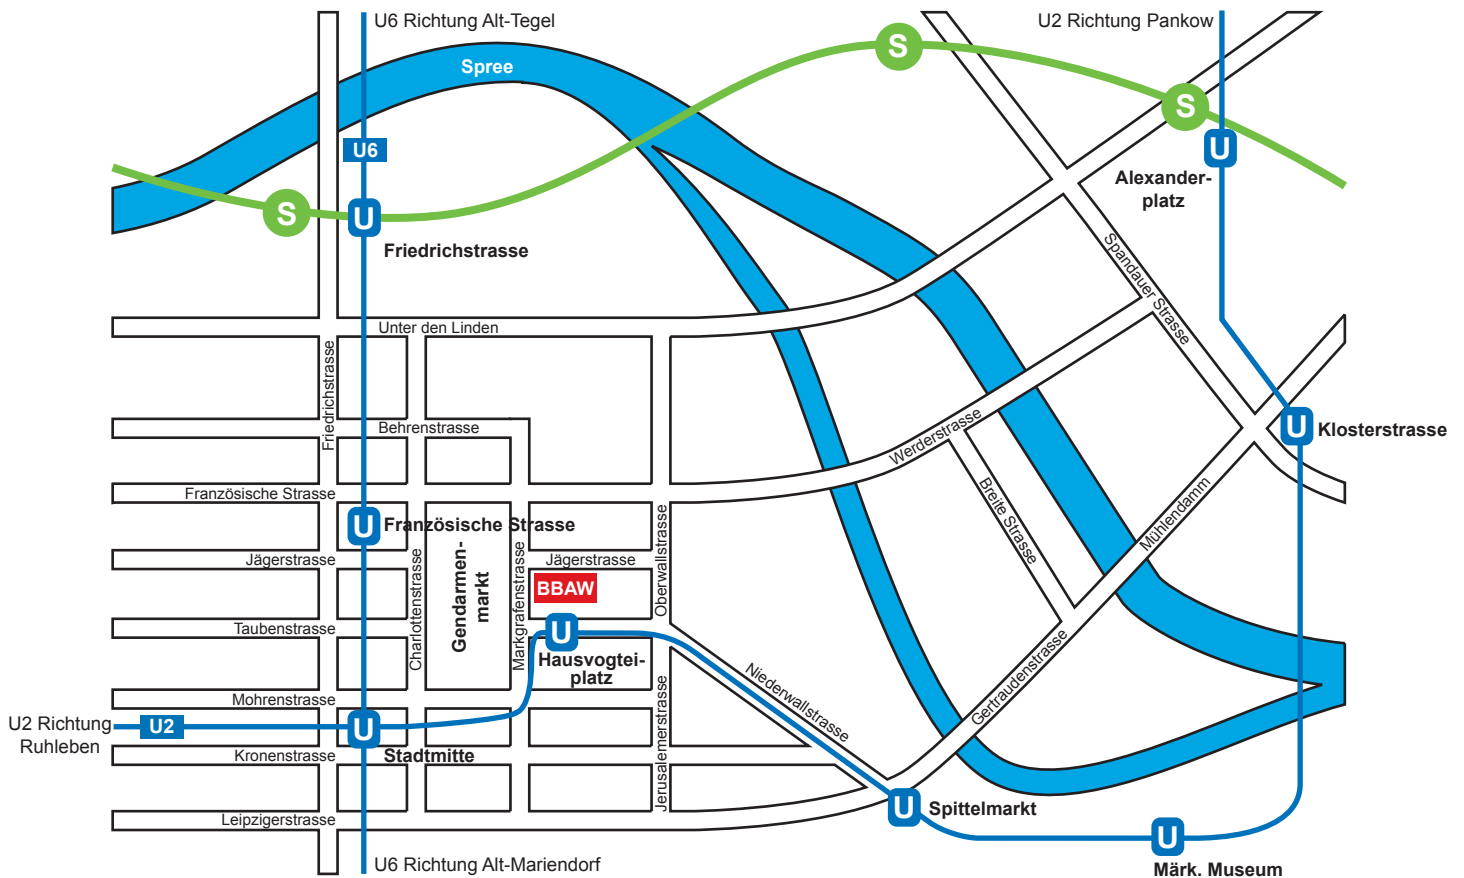 U6 Richtung Alt-Tegel
U2 Richtung Pankow
S
Spree
S
U6
U
Alexander-
platz
S
U
Friedrichstrasse
Spandauer Strasse
Unter den Linden
Friedrichstrasse
Behrenstrasse
Werderstrasse
U
Klosterstrasse
Französische Strasse
Breite Strasse
Mühlendamm
U
Französische Strasse
Jägerstrasse
Charlottenstrasse
Gendarmen-
markt
Markgrafenstrasse
Jägerstrasse
Oberwallstrasse
BBAW
Taubenstrasse
U
Hausvogtei-
platz
Niederwallstrasse
Gertraudenstrasse
Mohrenstrasse
Jerusalemerstrasse
U2 Richtung
Ruhleben
U2
U
Stadtmitte
Kronenstrasse
U
Spittelmarkt
Leipzigerstrasse
U
Märk. Museum
U6 Richtung Alt-Mariendorf